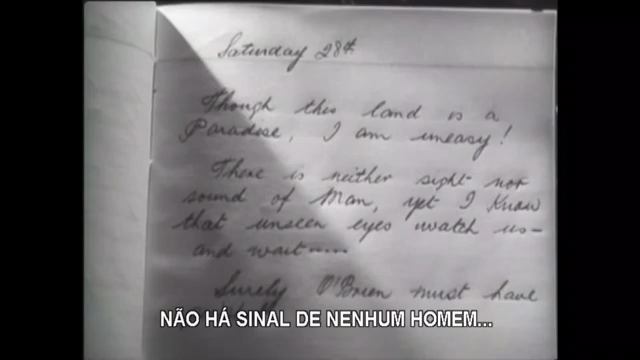 Saturday 28th
Though this land is a
Paradise, I am uneasy!
There is neither sight nor
sound of Man, yet I Know
that unseen eyes watch us—
and wait....
Surely O'Brien must have
NÃO HÁ SINAL DE NENHUM HOMEM...